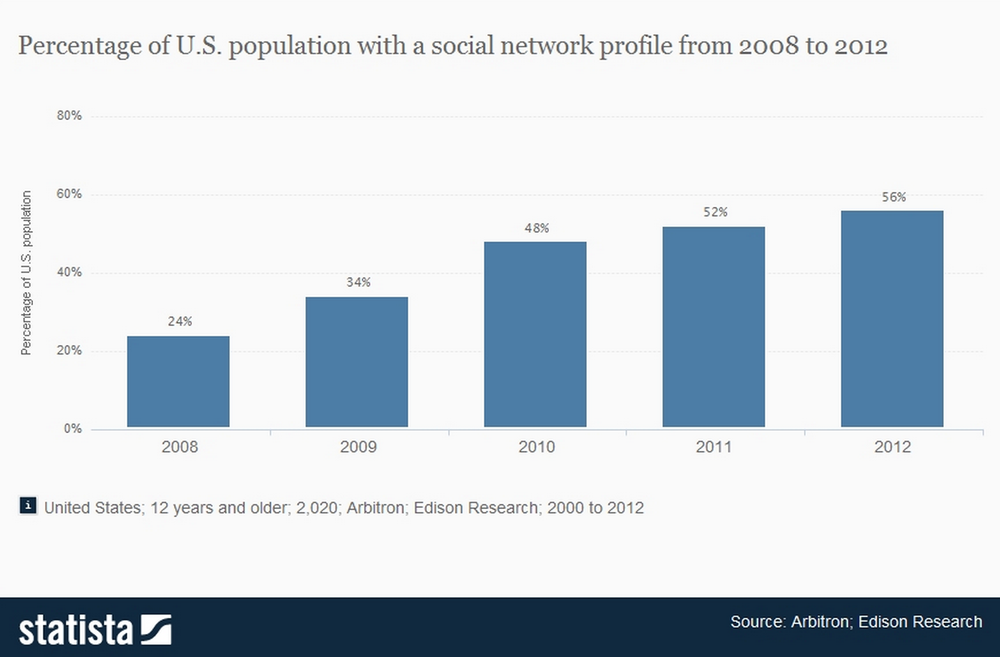 Percentage of U.S. population with a social network profile from 2008 to 2012
Percentage of U.S. population
80%
60%
40%
20%
0%
24%
34%
48%
52%
56%
2008 2009 2010 2011 2012
i United States; 12 years and older; 2,020; Arbitron; Edison Research; 2000 to 2012
statista
Source: Arbitron; Edison Research